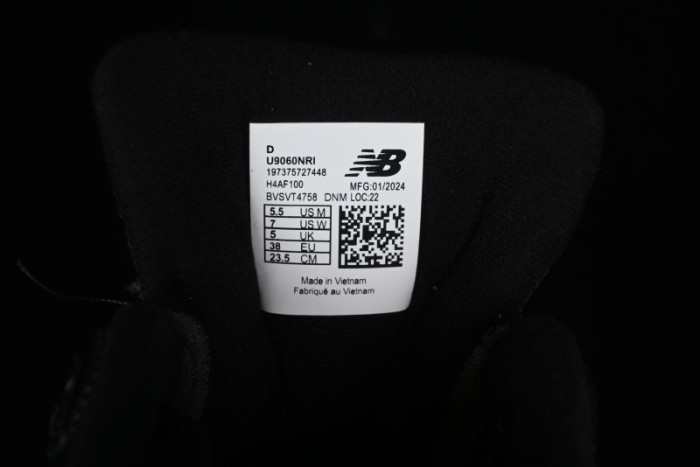 D
U9060NRI
197375727448
H4AF100
MFG:01/2024
BVSVT4758 DNM LOC:22
5.5 US M
7 US W
5 UK
38 EU
23.5 CM
Made in Vietnam
Fabriqué au Vietnam
NB